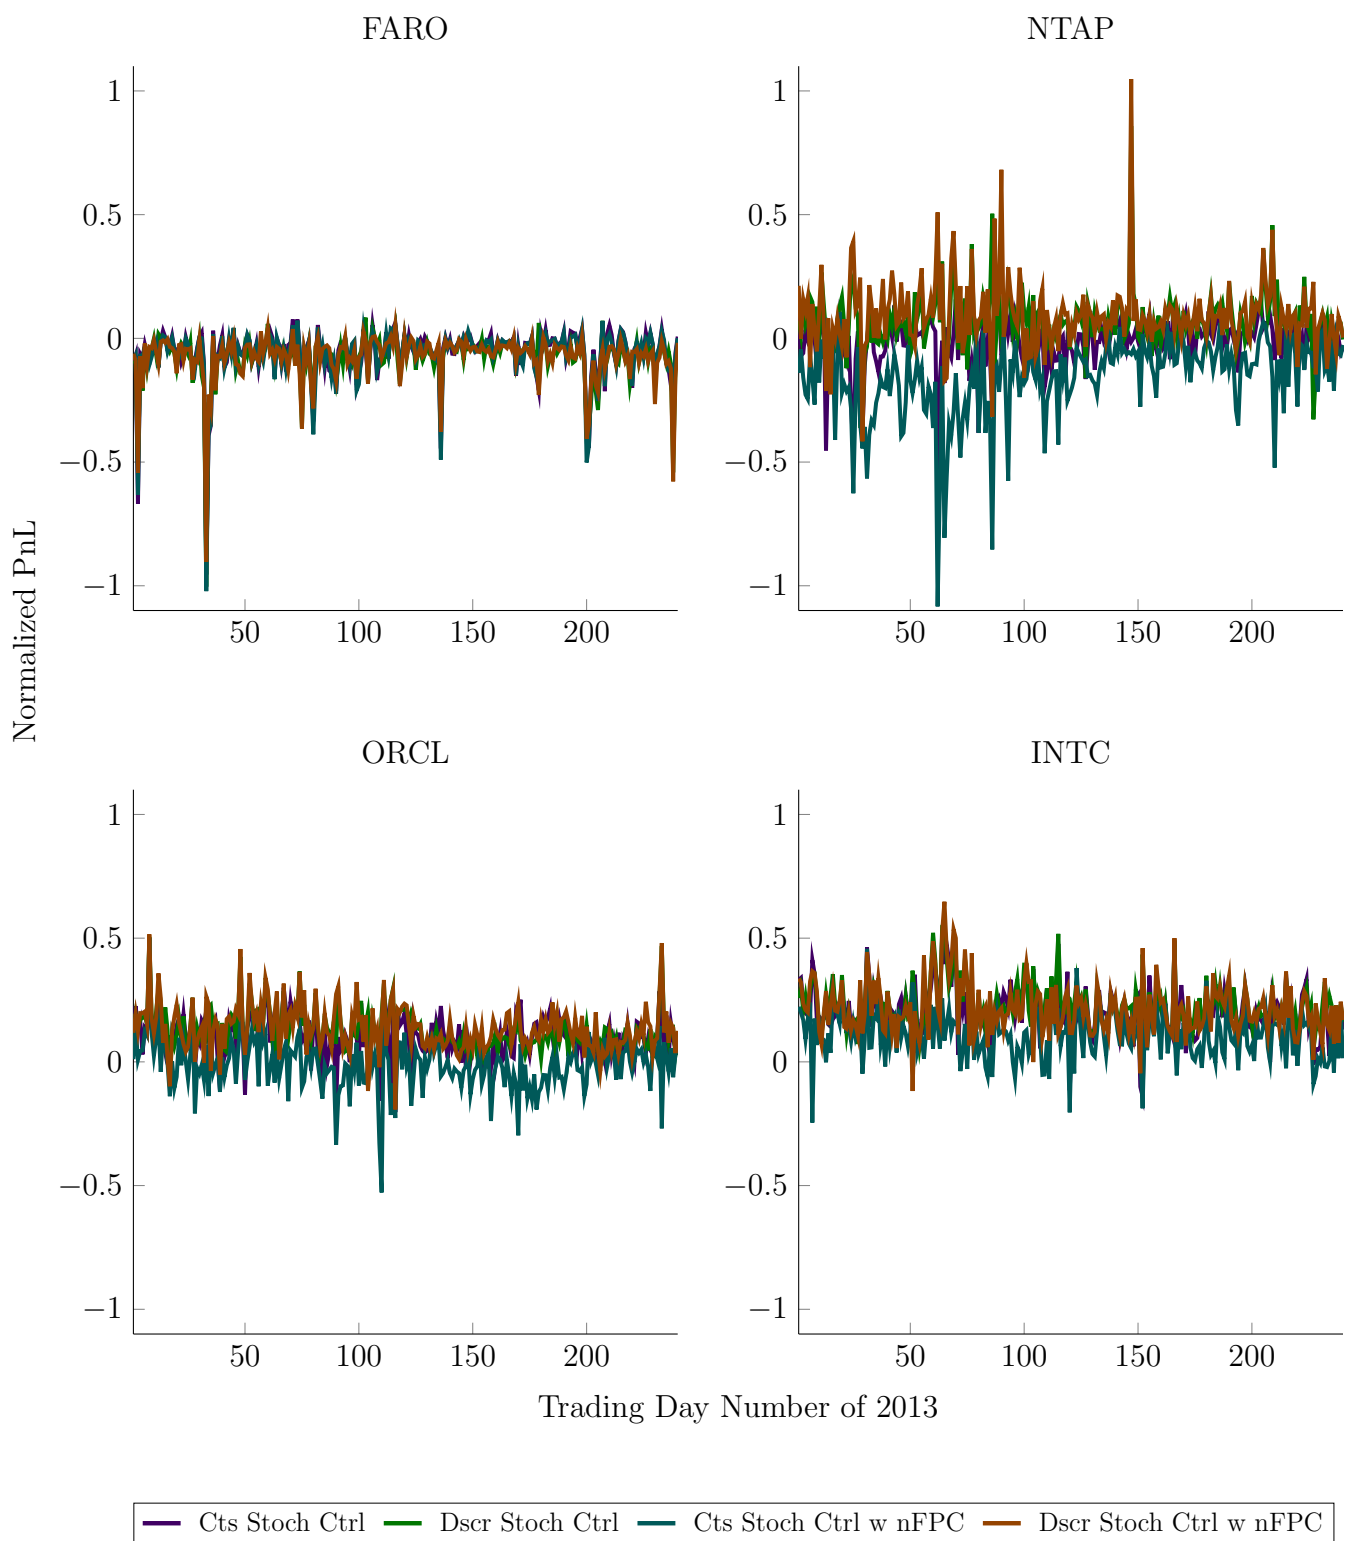 FARO
NTAP
1
0.5
0
−0.5
−1
50 100 150 200
1
0.5
0
−0.5
−1
50 100 150 200
Normalized PnL
ORCL
INTC
1
0.5
0
−0.5
−1
50 100 150 200
1
0.5
0
−0.5
−1
50 100 150 200
Trading Day Number of 2013
Cts Stoch Ctrl Dscr Stoch Ctrl Cts Stoch Ctrl w nFPC Dscr Stoch Ctrl w nFPC